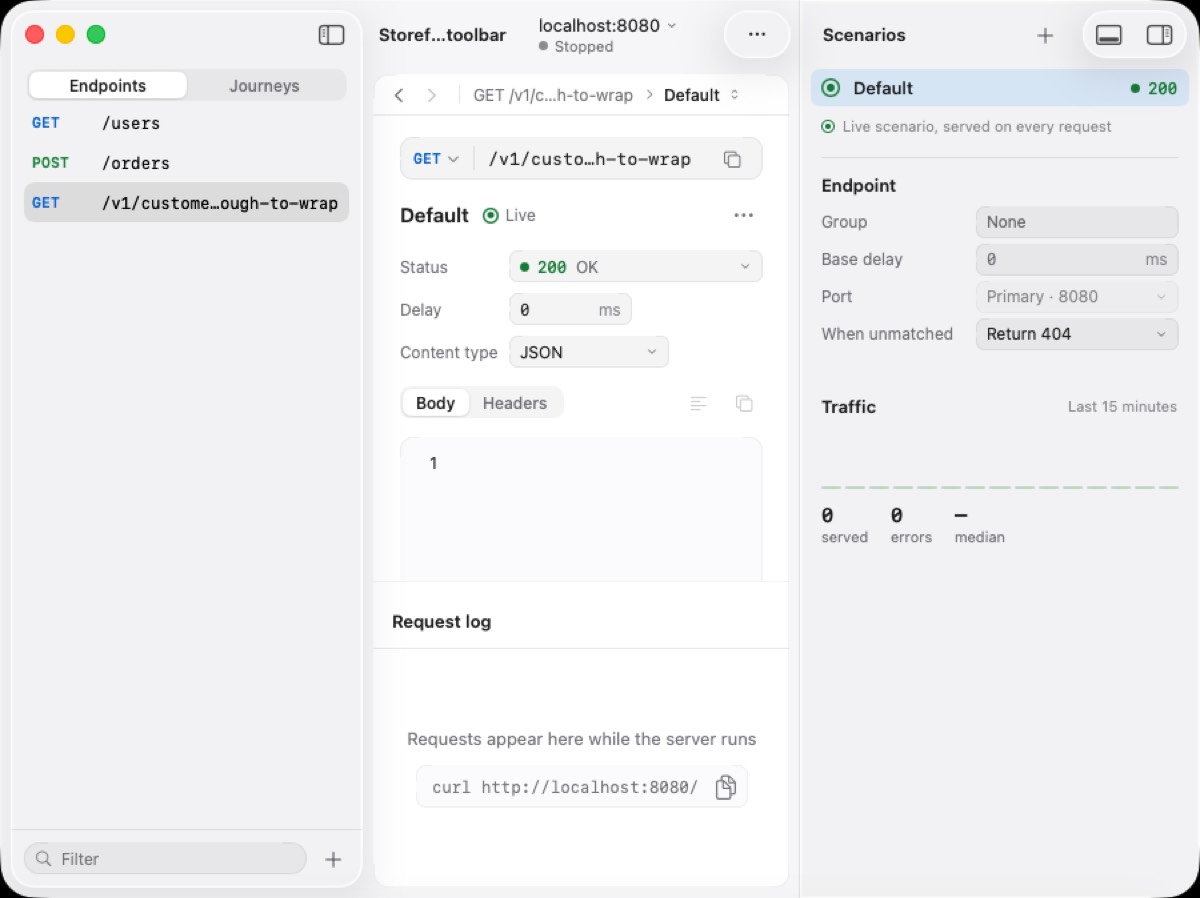 Storef…toolbar
localhost:8080
Stopped
Scenarios
Endpoints
Journeys
GET /users
POST /orders
GET /v1/custome…ough-to-wrap
Filter
GET /v1/c…h-to-wrap
Default
GET
/v1/custo…h-to-wrap
Default
Live
Status
200 OK
Delay
0 ms
Content type
JSON
Body
Headers
1
Request log
Requests appear here while the server runs
curl http://localhost:8080/
Default
200
Live scenario, served on every request
Endpoint
Group
None
Base delay
0 ms
Port
Primary · 8080
When unmatched
Return 404
Traffic
Last 15 minutes
0 0 –
served errors median